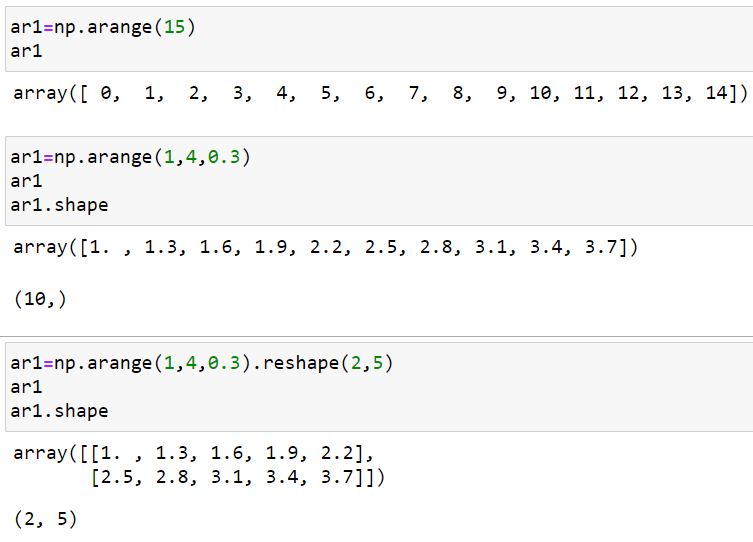 ar1=np.arange(15)
ar1
array([ 0,  1,  2,  3,  4,  5,  6,  7,  8,  9, 10, 11, 12, 13, 14])
ar1=np.arange(1,4,0.3)
ar1
ar1.shape
array([1. , 1.3, 1.6, 1.9, 2.2, 2.5, 2.8, 3.1, 3.4, 3.7])
(10,)
ar1=np.arange(1,4,0.3).reshape(2,5)
ar1
ar1.shape
array([[1. , 1.3, 1.6, 1.9, 2.2],
       [2.5, 2.8, 3.1, 3.4, 3.7]])
(2, 5)